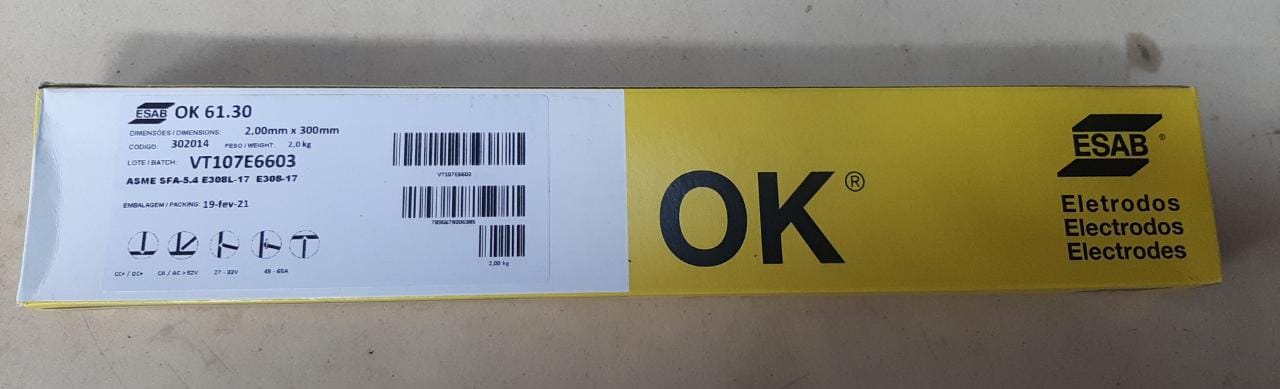 ESAB OK 61.30
DIMENSÕES / DIMENSIONS: 2,00mm x 300mm
CÓDIGO: 302014 PESO / WEIGHT: 2,0 kg
LOTE / BATCH: VT107E6603
ASME SFA-5.4 E308L-17 E308-17
EMBALAGEM / PACKING: 19-fev-21
CC+ / DC+ CA / AC > 52V 27 - 33V 45 - 65A
VT107E6603
2,00 kg
OK®
ESAB®
Eletrodos
Electrodos
Electrodes